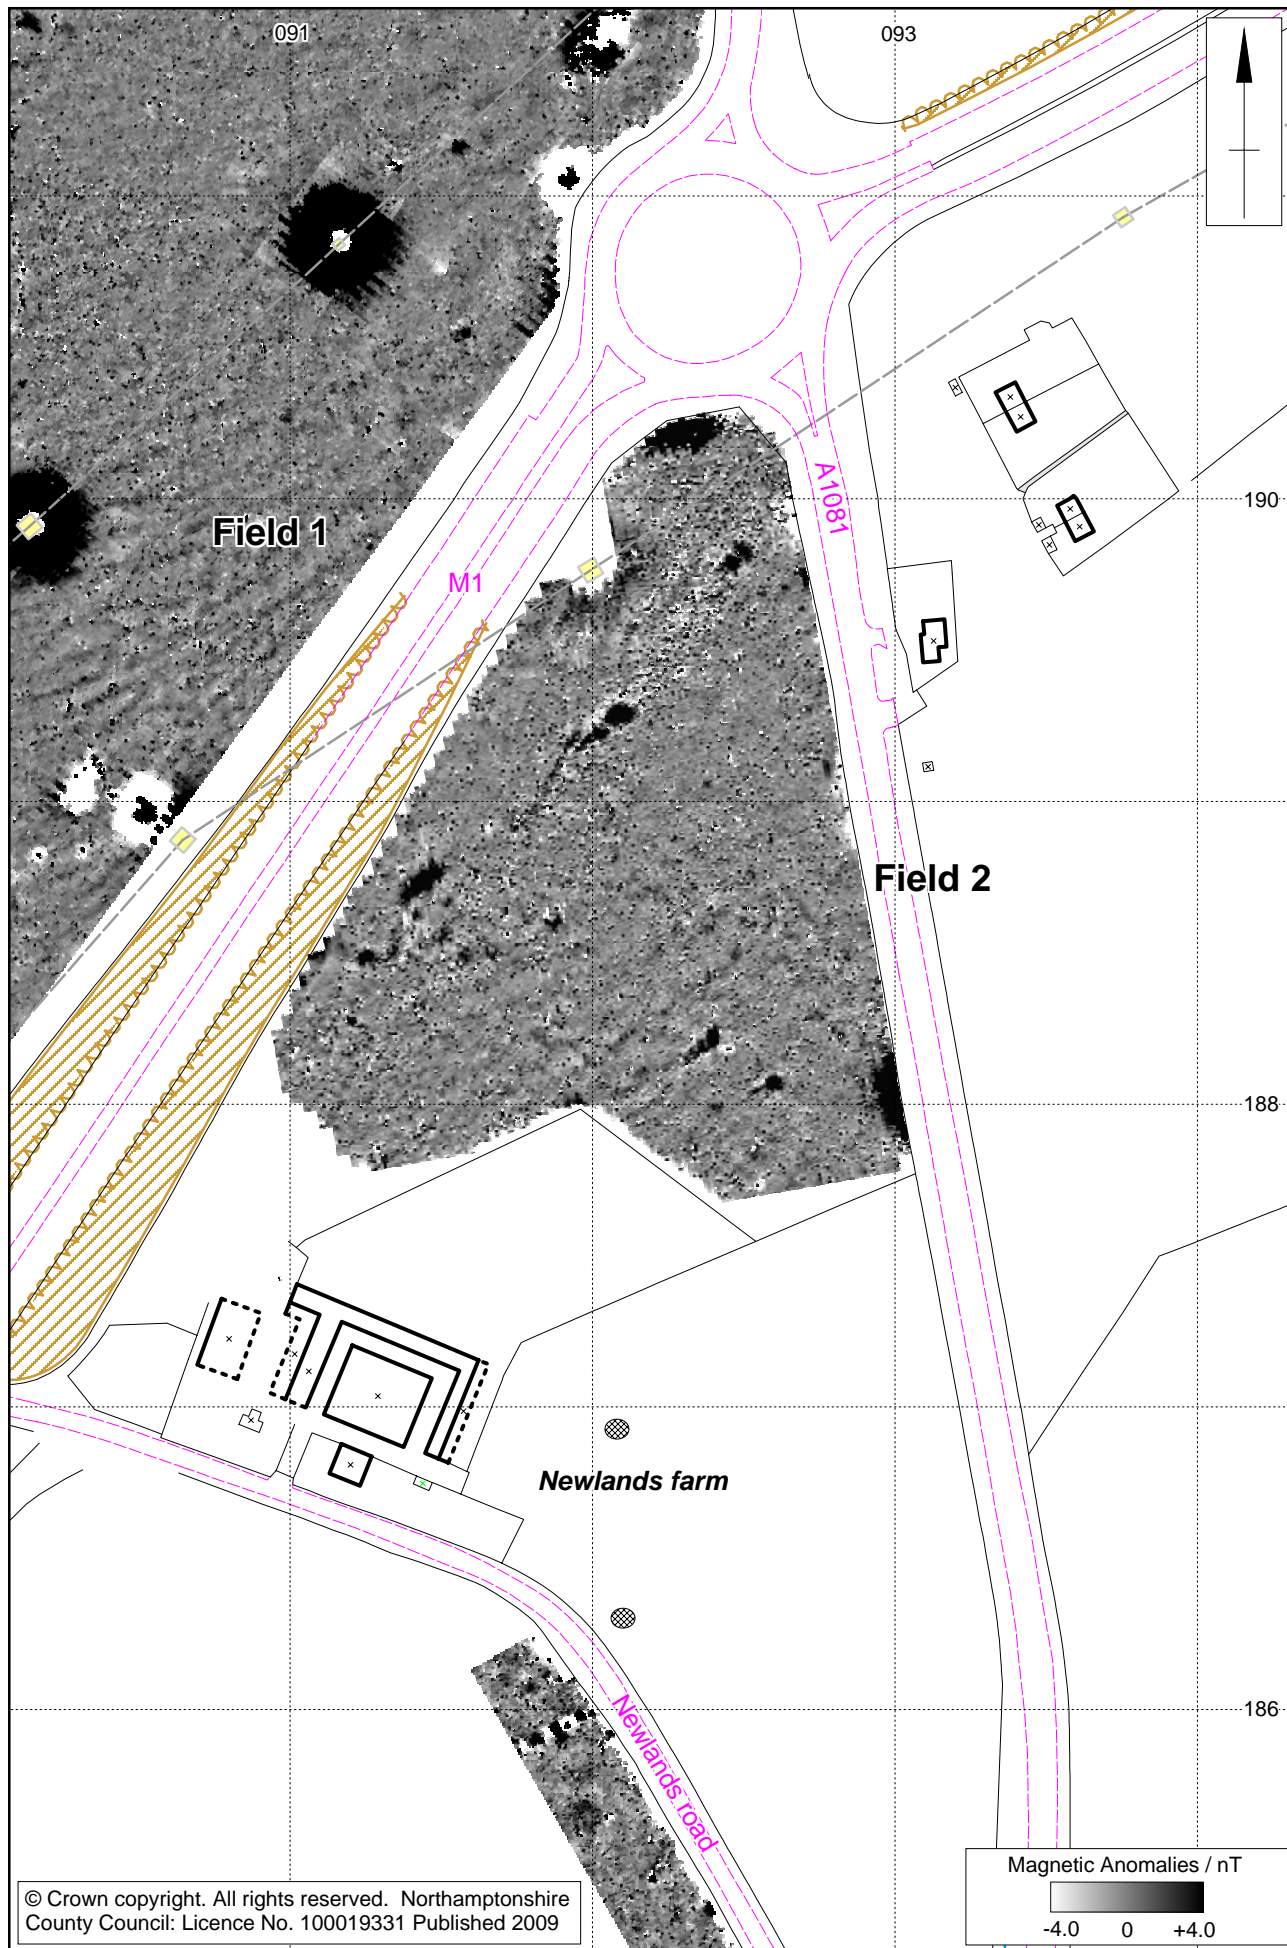 091
093
190
Field 1
A1081
M1
Field 2
188
Newlands farm
186
Newlands road
© Crown copyright. All rights reserved. Northamptonshire
County Council: Licence No. 100019331 Published 2009
Magnetic Anomalies / nT
-4.0 0 +4.0